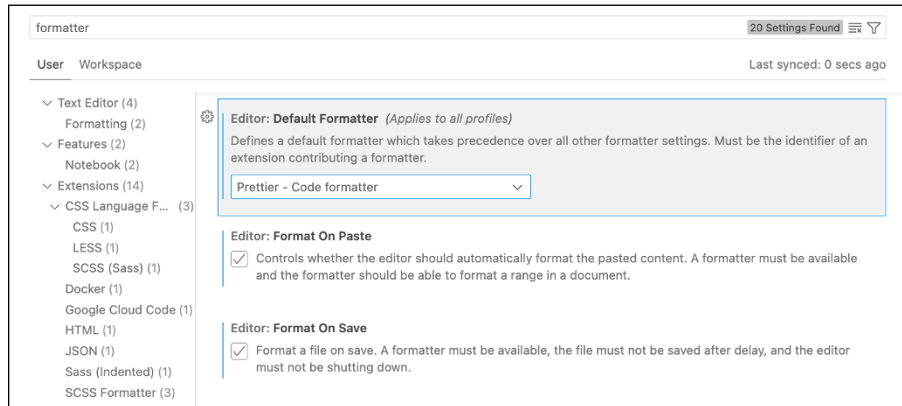 formatter
20 Settings Found
User Workspace
Last synced: 0 secs ago
Text Editor (4)
Formatting (2)
Features (2)
Notebook (2)
Extensions (14)
CSS Language F... (3)
CSS (1)
LESS (1)
SCSS (Sass) (1)
Docker (1)
Google Cloud Code (1)
HTML (1)
JSON (1)
Sass (Indented) (1)
SCSS Formatter (3)
Editor: Default Formatter (Applies to all profiles)
Defines a default formatter which takes precedence over all other formatter settings. Must be the identifier of an
extension contributing a formatter.
Prettier - Code formatter
Editor: Format On Paste
Controls whether the editor should automatically format the pasted content. A formatter must be available
and the formatter should be able to format a range in a document.
Editor: Format On Save
Format a file on save. A formatter must be available, the file must not be saved after delay, and the editor
must not be shutting down.